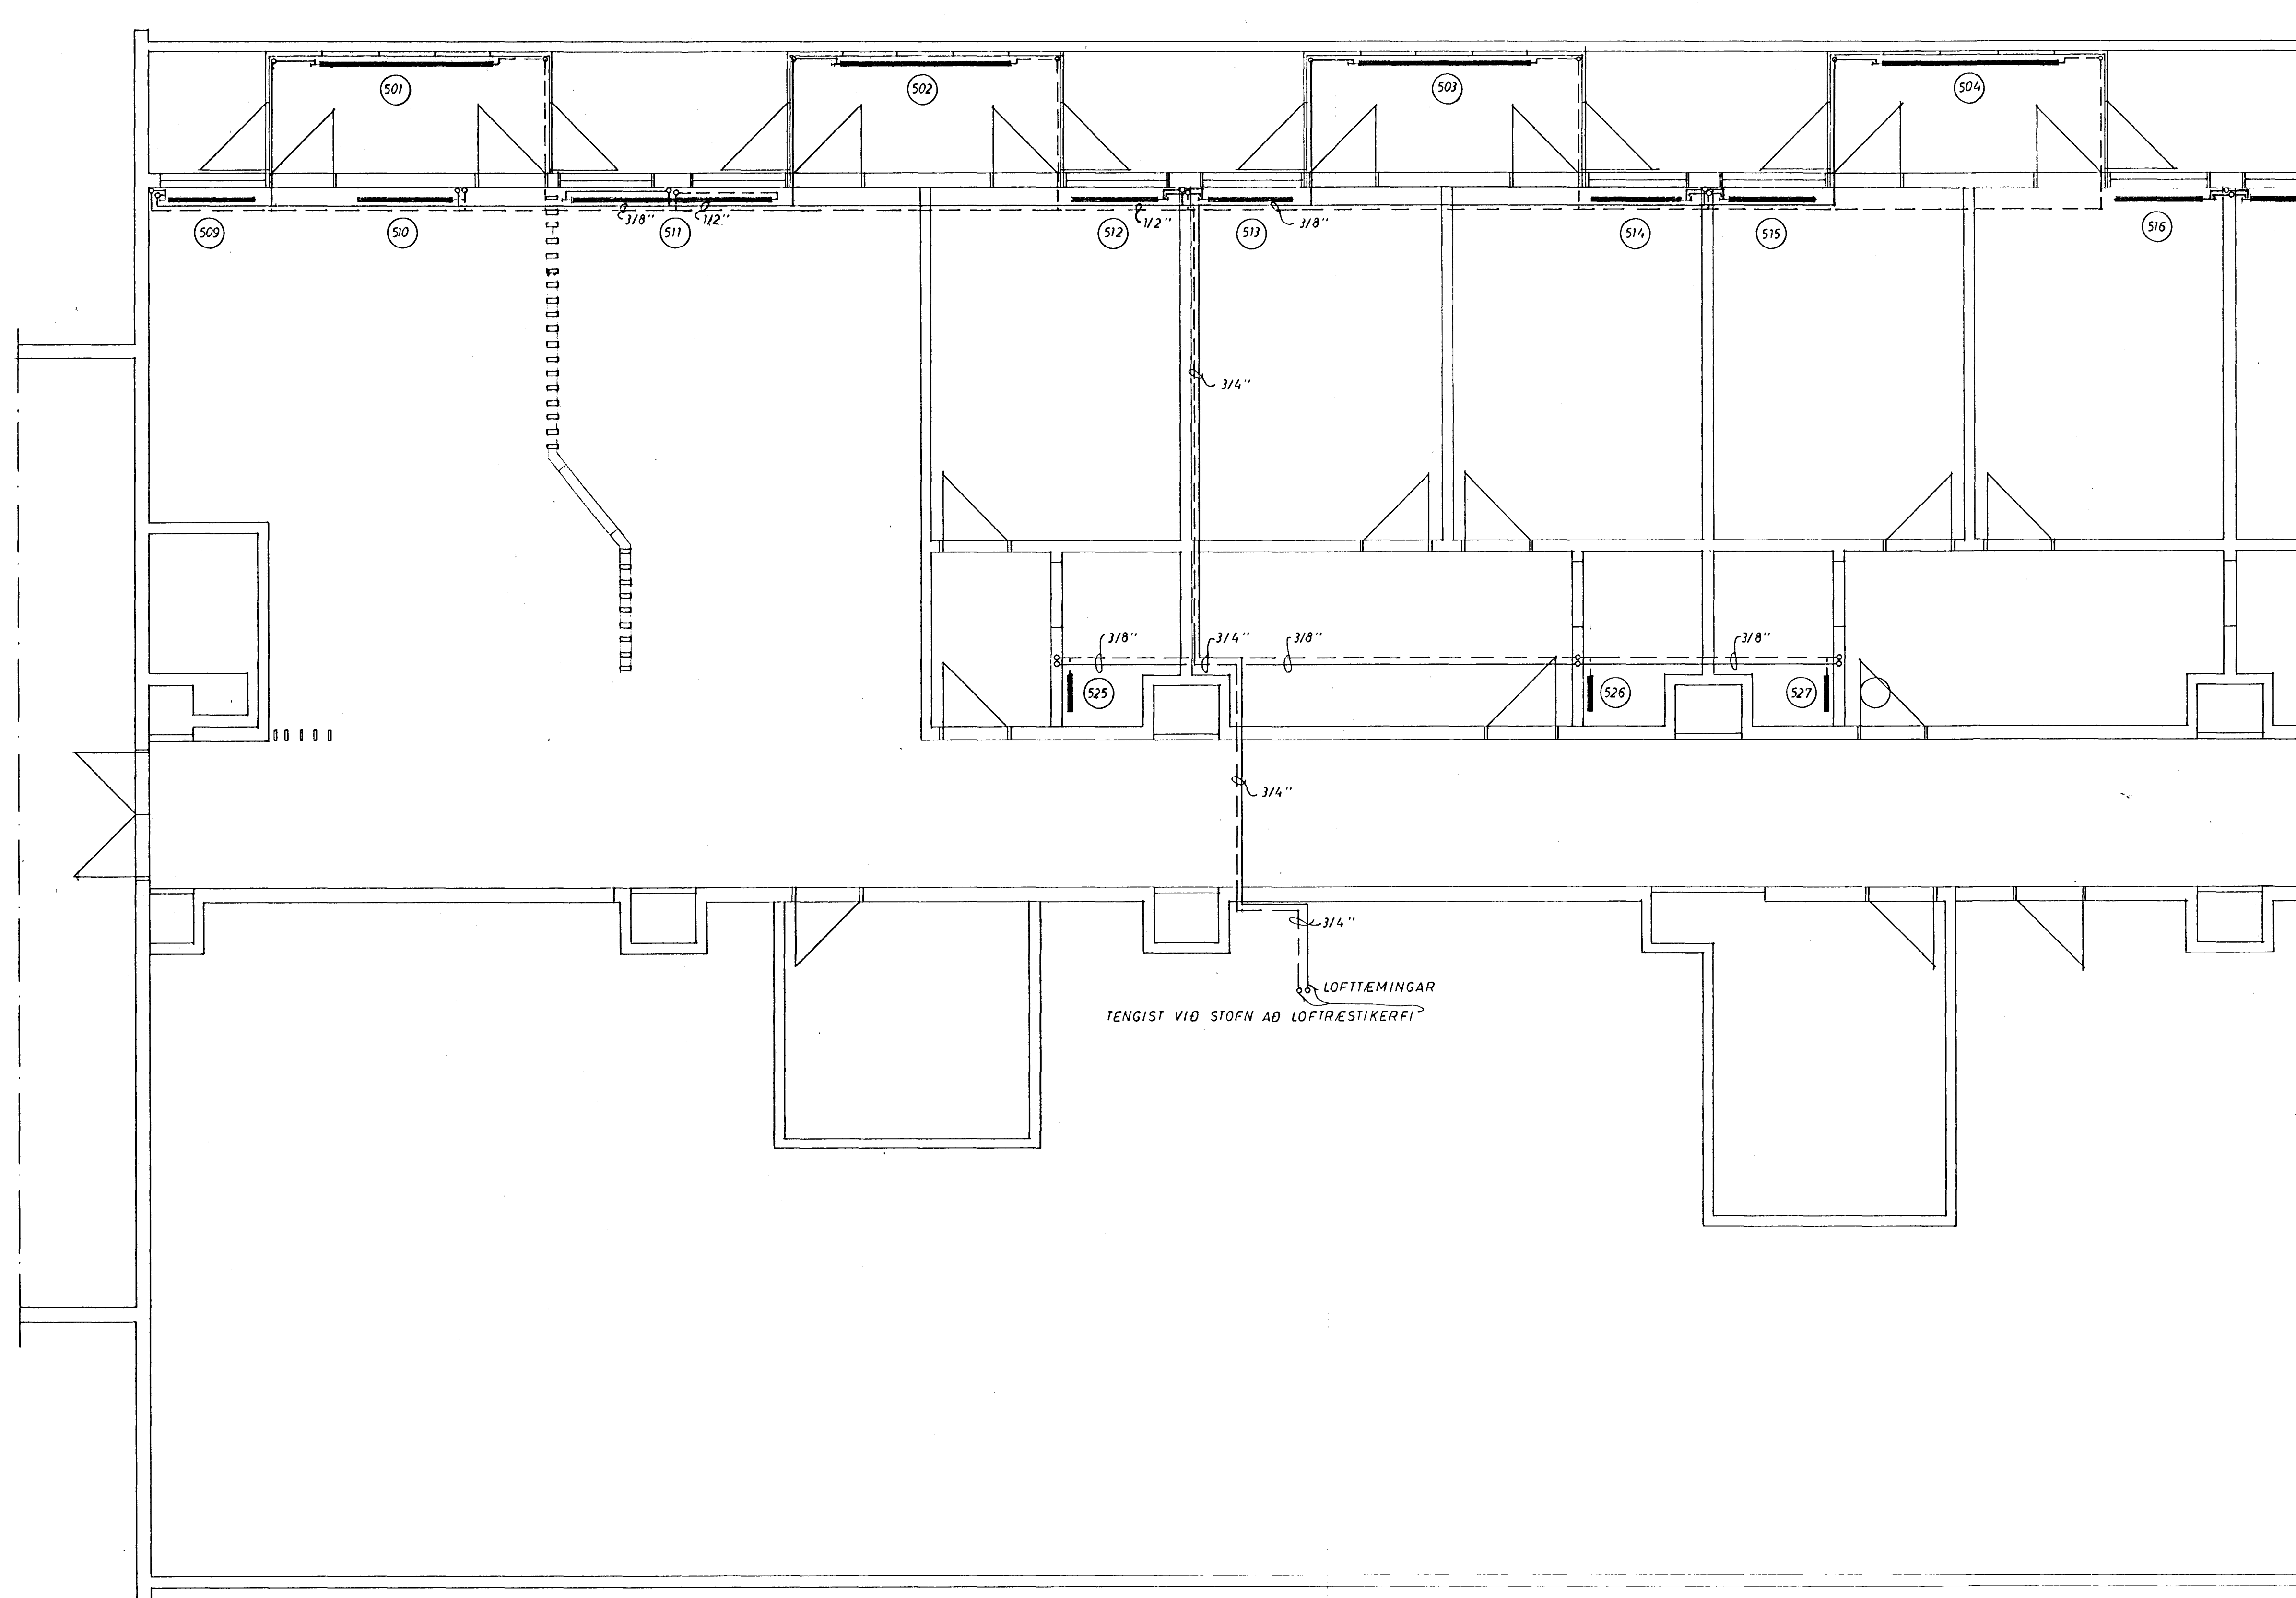 501 502 503 504
509 510 3/8" 511 1/2" 512 1/2" 513 3/8" 514 515 516
3/4"
3/8" 3/4" 3/8" 3/8"
525 526 527
3/4"
3/4"
LOFTTÆMINGAR
TENGIST VIÐ STOFN AÐ LOFTRÆSTIKERFI